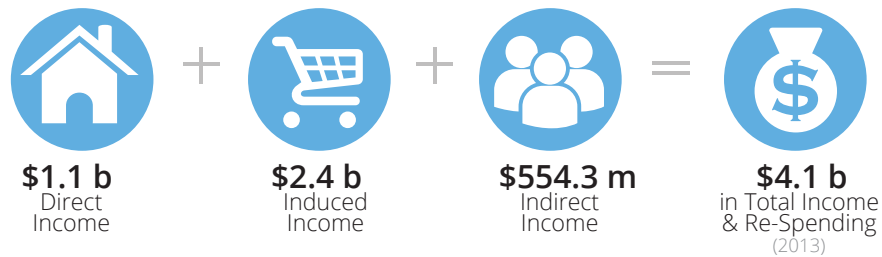 + + =
$
$1.1 b
Direct
Income
$2.4 b
Induced
Income
$554.3 m
Indirect
Income
$4.1 b
in Total Income
& Re-Spending
(2013)